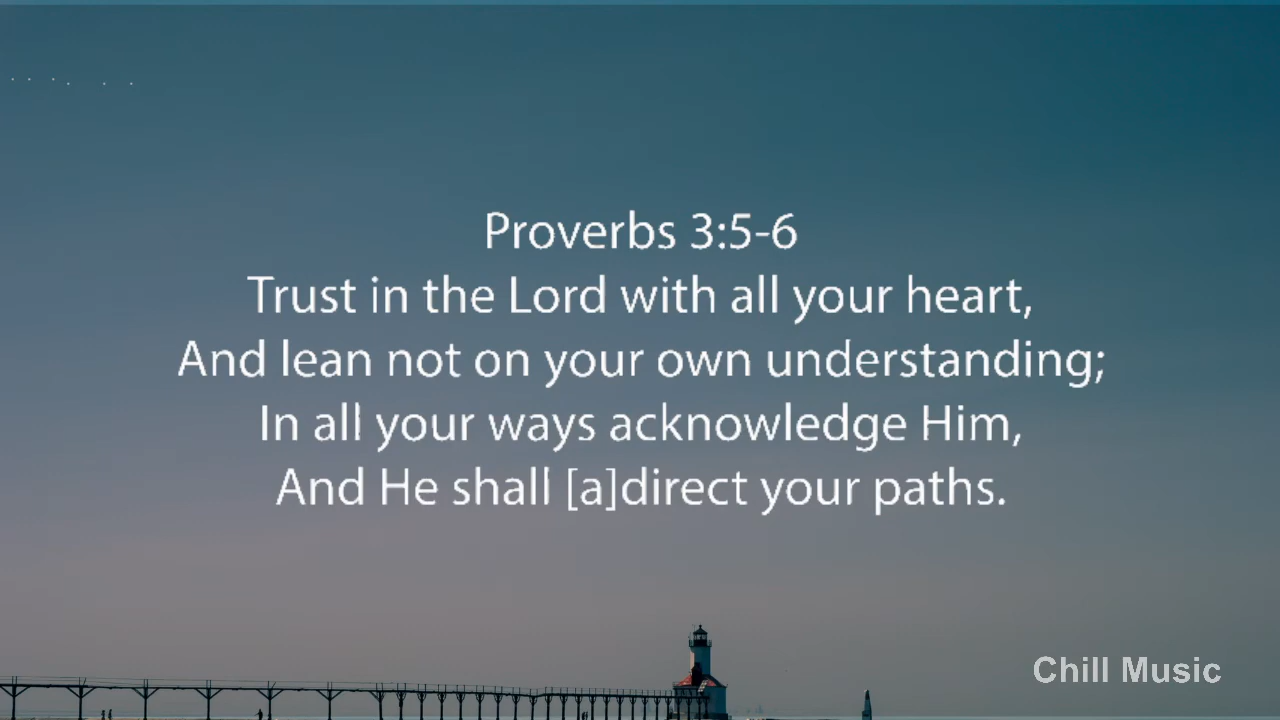 Proverbs 3:5-6
Trust in the Lord with all your heart,
And lean not on your own understanding;
In all your ways acknowledge Him,
And He shall [a]direct your paths.
Chill Music